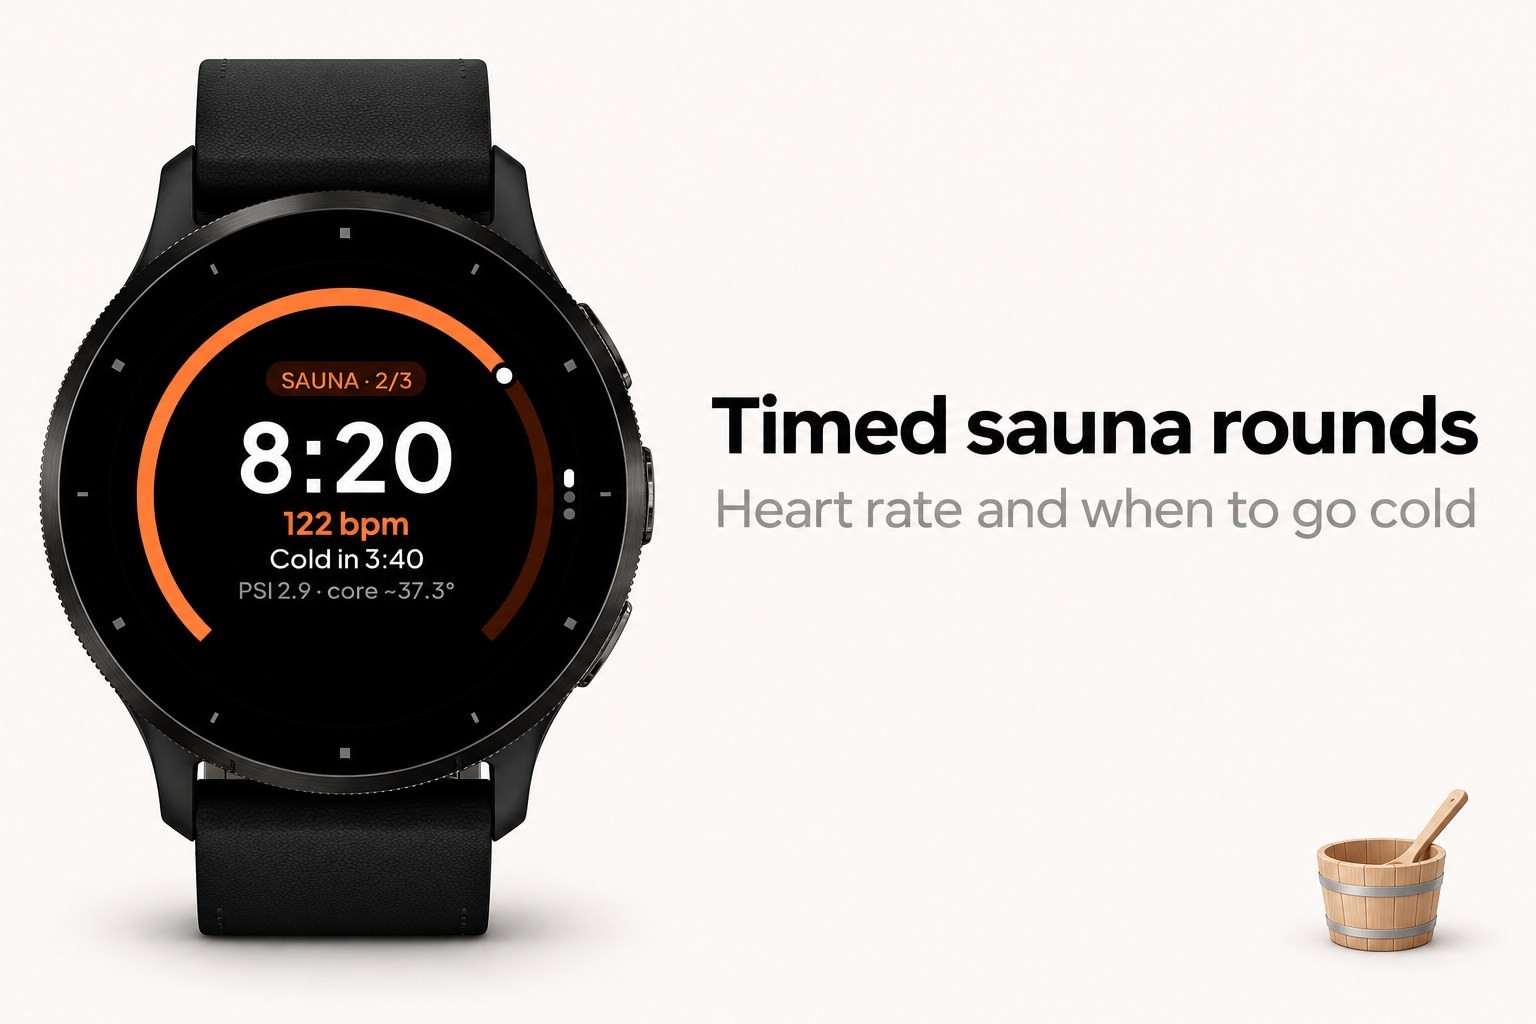 SAUNA · 2/3
8:20
122 bpm
Cold in 3:40
PSI 2.9 · core ~37.3°
Timed sauna rounds
Heart rate and when to go cold